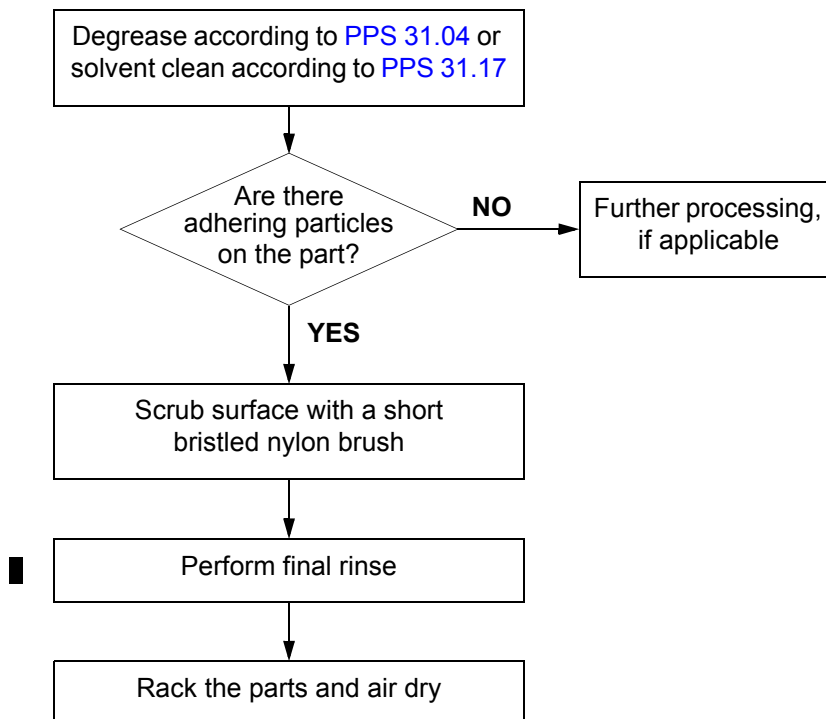 Degrease according to PPS 31.04 or
solvent clean according to PPS 31.17
Are there
adhering particles
on the part?
NO
Further processing,
if applicable
YES
Scrub surface with a short
bristled nylon brush
Perform final rinse
Rack the parts and air dry